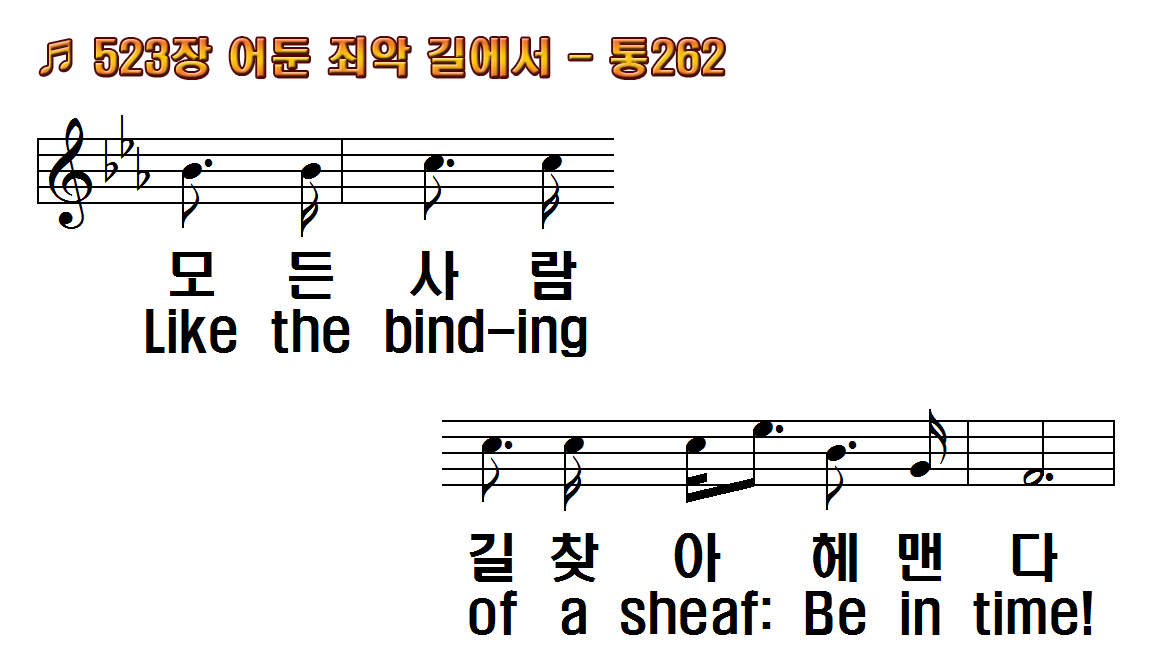 ♬ 523장 어둔 죄악 길에서 - 통262
모 든 사 람
Like the bind-ing
길 찾 아 헤 맨 다
of a sheaf: Be in time!